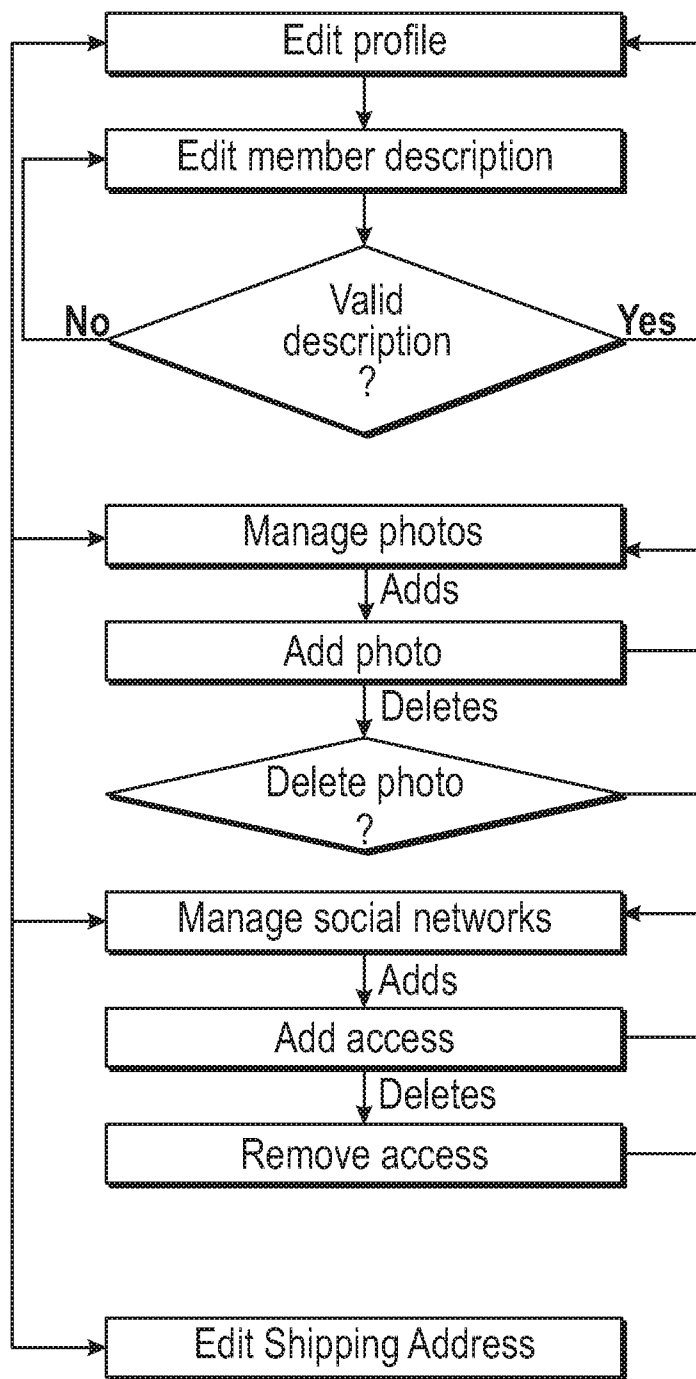 Edit profile
Edit member description
Valid
description
?
No
Yes
Manage photos
Adds
Add photo
Deletes
Delete photo
?
Manage social networks
Adds
Add access
Deletes
Remove access
Edit Shipping Address